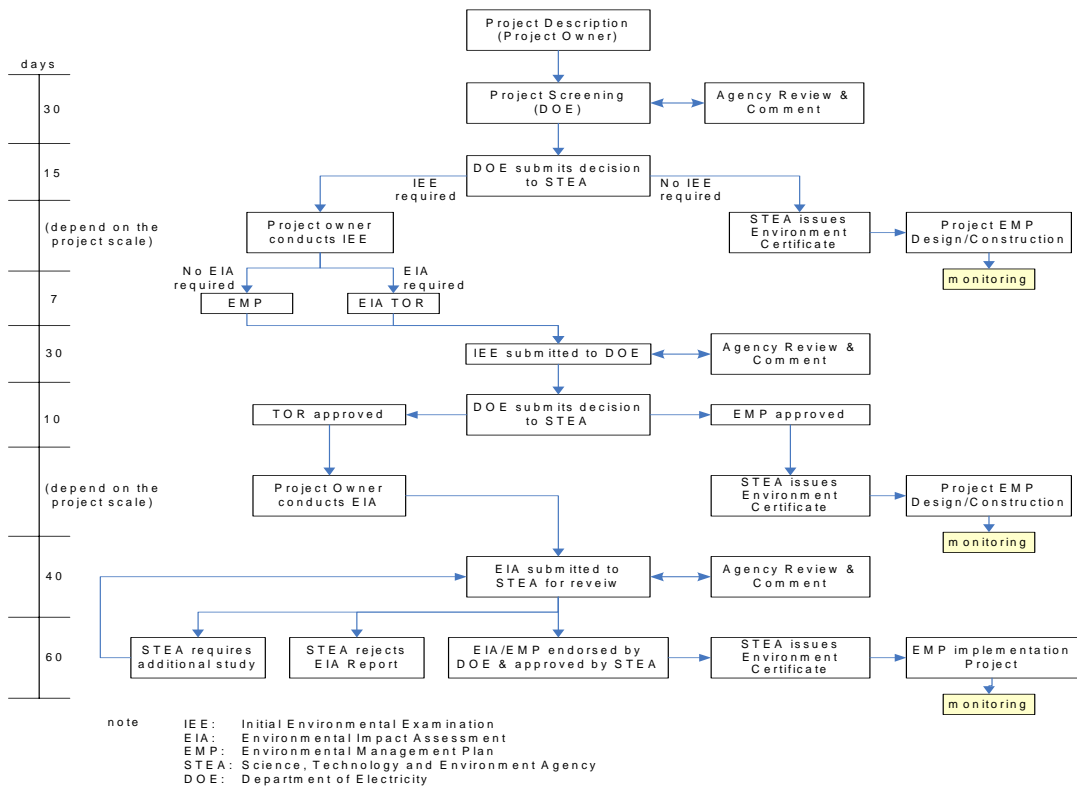 Project Description
(Project Owner)
days
30
Project Screening
(DOE)
Agency Review &
Comment
15
DOE submits decision
to STEA
IEE
required
No IEE
required
(depend on the
project scale)
Project owner
conducts IEE
STEA issues
Environment
Certificate
Project EMP
Design/Construction
monitoring
No EIA
required
EIA
required
7
EMP
EIA TOR
30
IEE submitted to DOE
Agency Review &
Comment
10
TOR approved
DOE submits decision
to STEA
EMP approved
(depend on the
project scale)
Project Owner
conducts EIA
STEA issues
Environment
Certificate
Project EMP
Design/Construction
monitoring
40
EIA submitted to
STEA for reveiw
Agency Review &
Comment
60
STEA requires
additional study
STEA rejects
EIA Report
EIA/EMP endorsed by
DOE & approved by STEA
STEA issues
Environment
Certificate
EMP implementation
Project
monitoring
note
IEE: Initial Environmental Examination
EIA: Environmental Impact Assessment
EMP: Environmental Management Plan
STEA: Science, Technology and Environment Agency
DOE: Department of Electricity